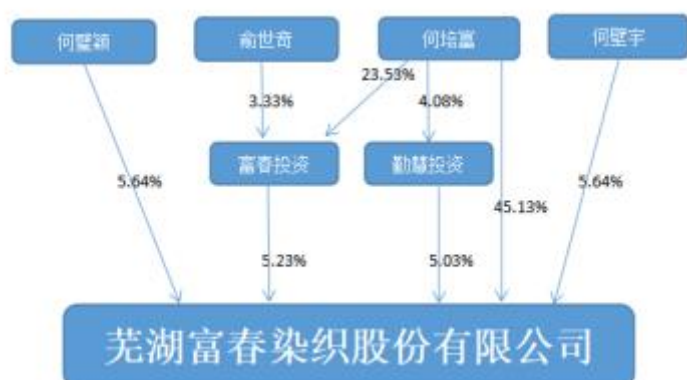 何璧颖
俞世奇
何培富
何璧宇
23.53%
3.33%
4.08%
富春投资
勤慧投资
5.64%
5.64%
45.13%
5.23%
5.03%
芜湖富春染织股份有限公司